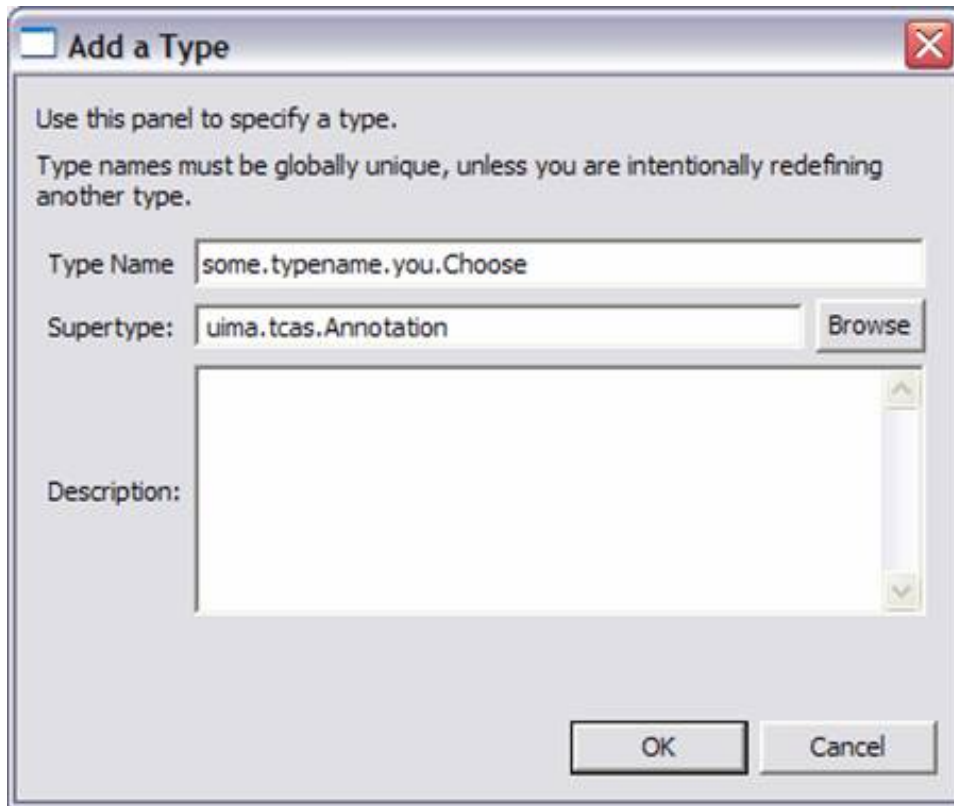 Add a Type
Use this panel to specify a type.
Type names must be globally unique, unless you are intentionally redefining
another type.
Type Name some.typename.you.Choose
Supertype: uima.tcas.Annotation Browse
Description:
OK Cancel